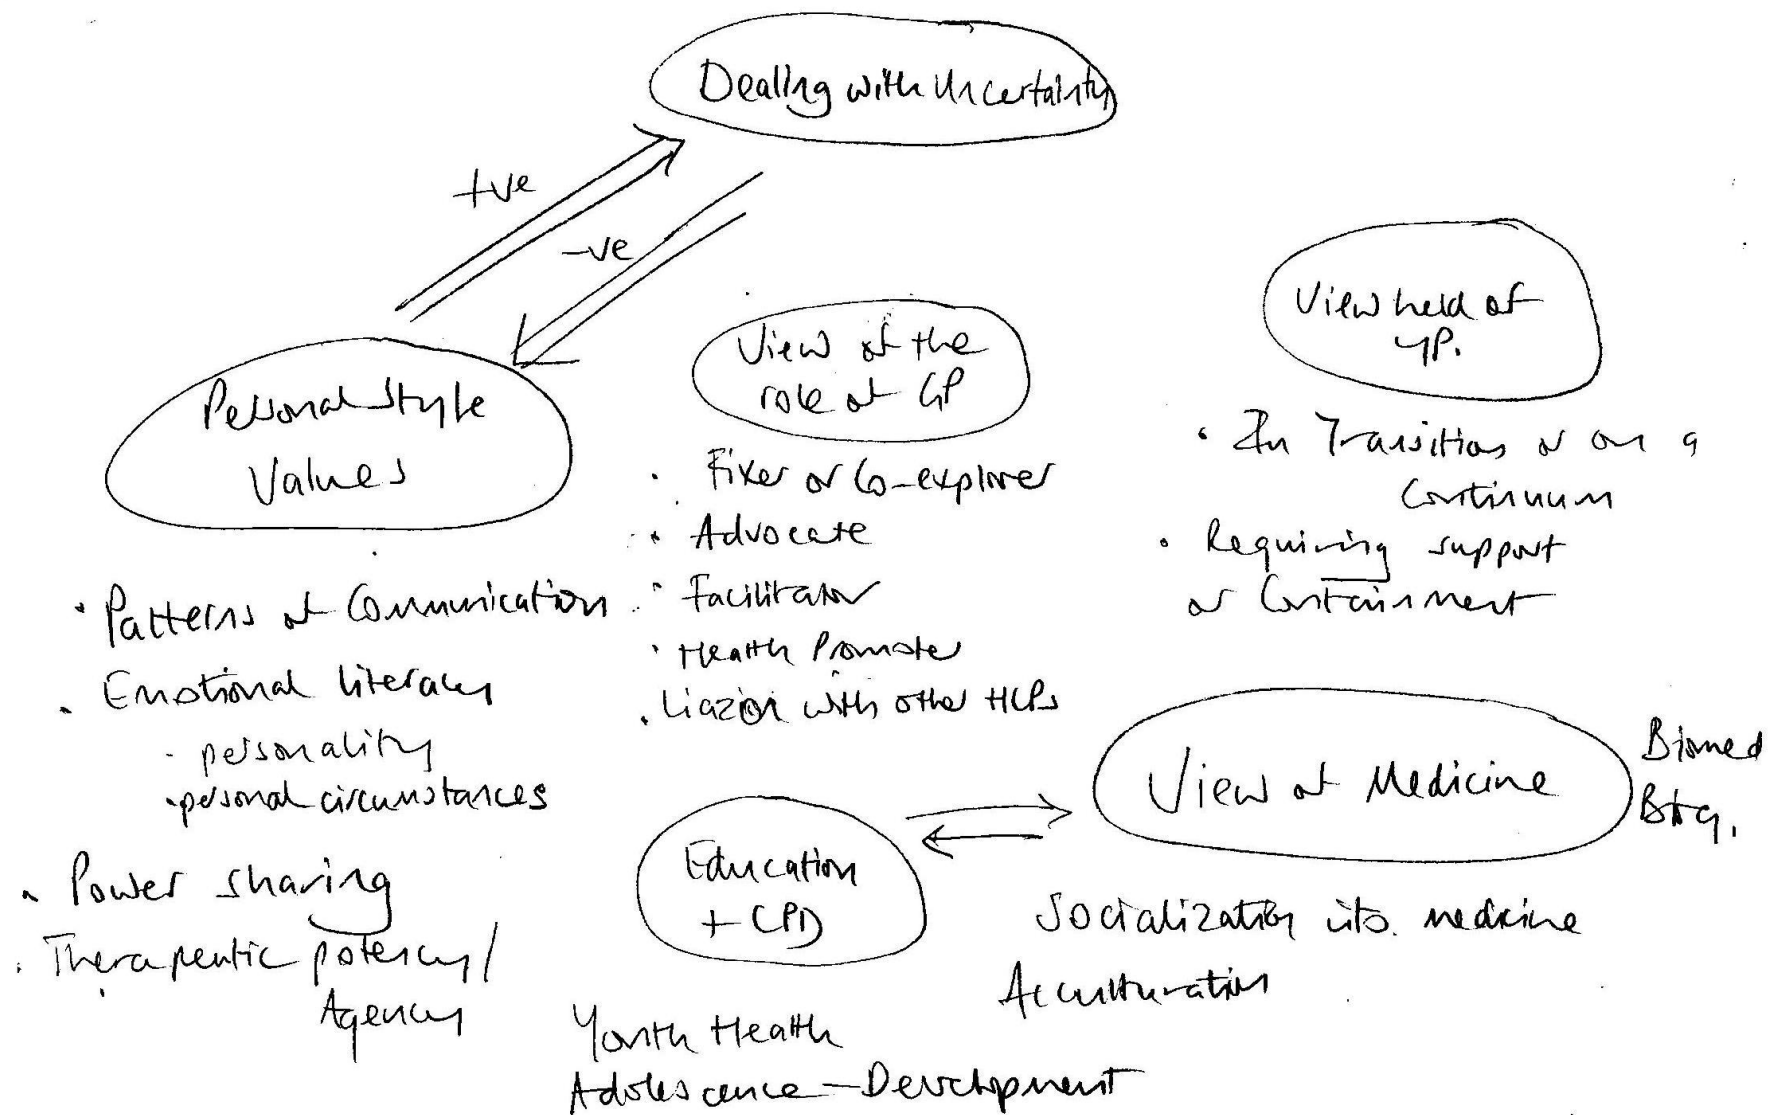 Dealing with Uncertainty
+ve
-ve
View held of
YP.
View of the
role of GP
Personal Style
Values
• In Transition or on a
Continuum
• Requiring support
or Containment
• Fixer or Co-explorer
• Advocate
• Facilitator
• Health Promoter
• Liazon with other HCPs
• Patterns of Communication
• Emotional literacy
- personality
• personal circumstances
• Power sharing
• Therapeutic potency/
Agency
View of Medicine
Biomed
Education
+ CPD
Socialization into medicine
Acculturation
Youth Health
Adolescence - Development